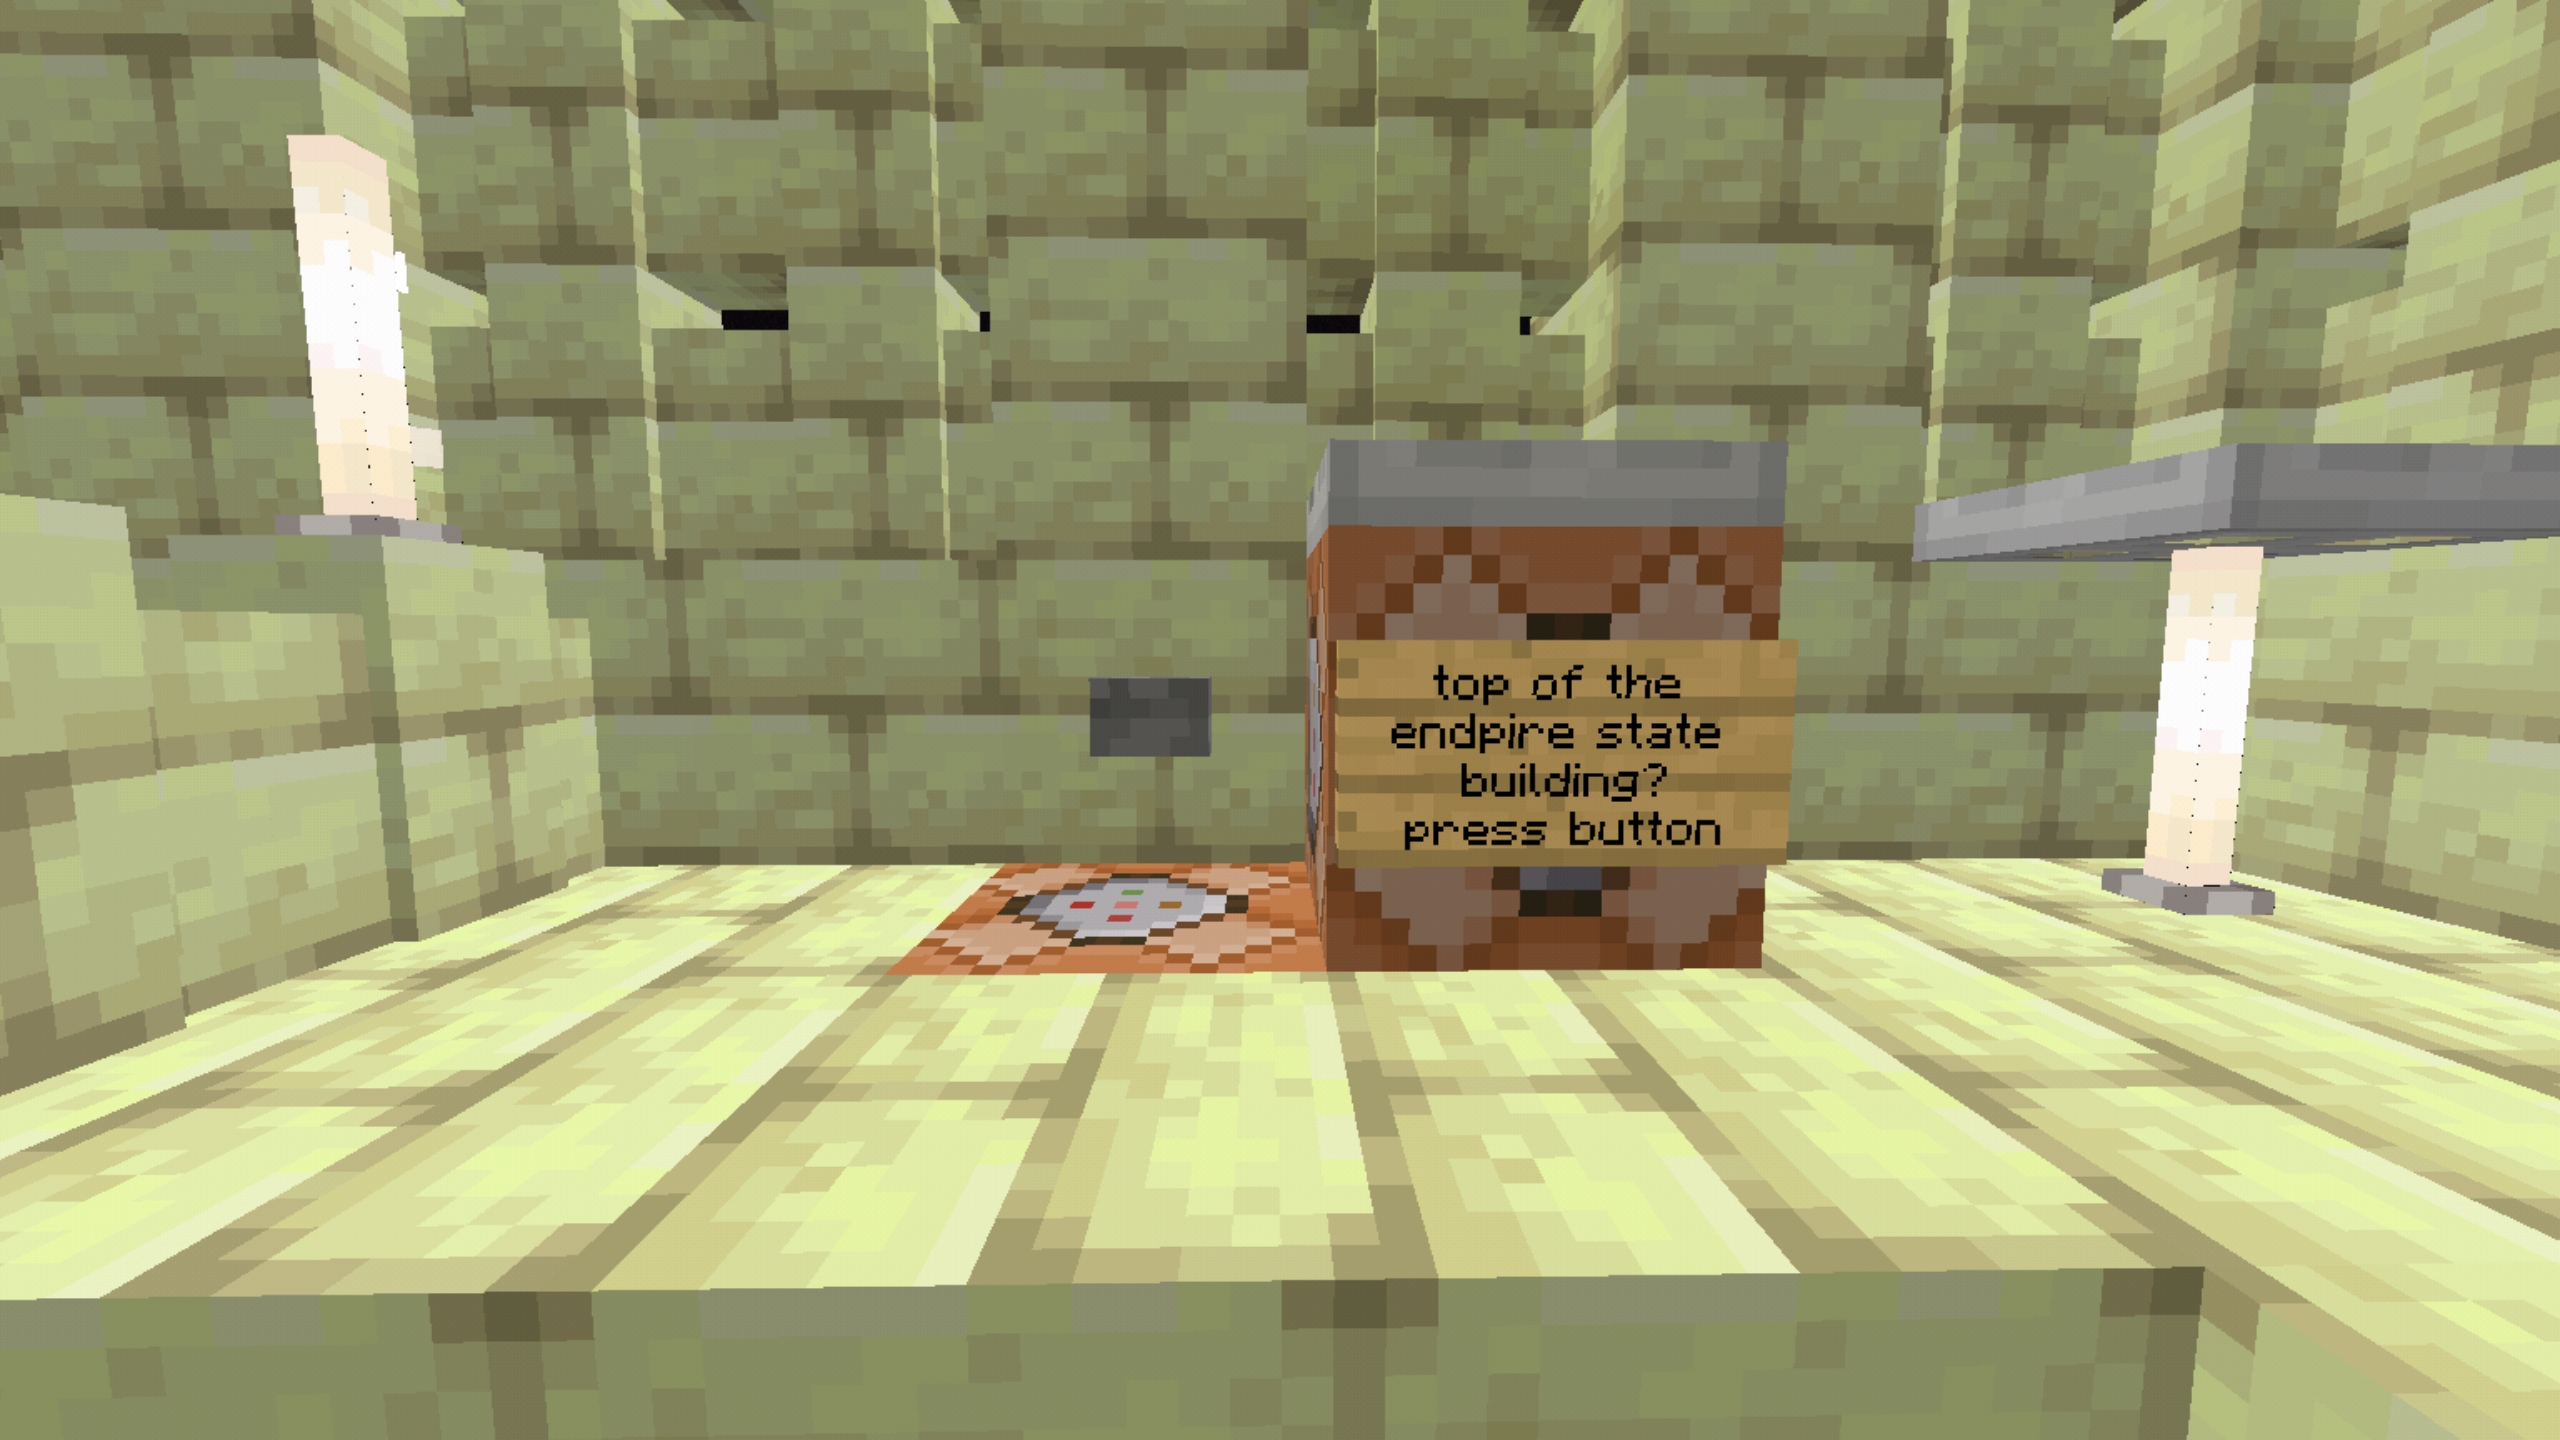 top of the
endpire state
building?
press button